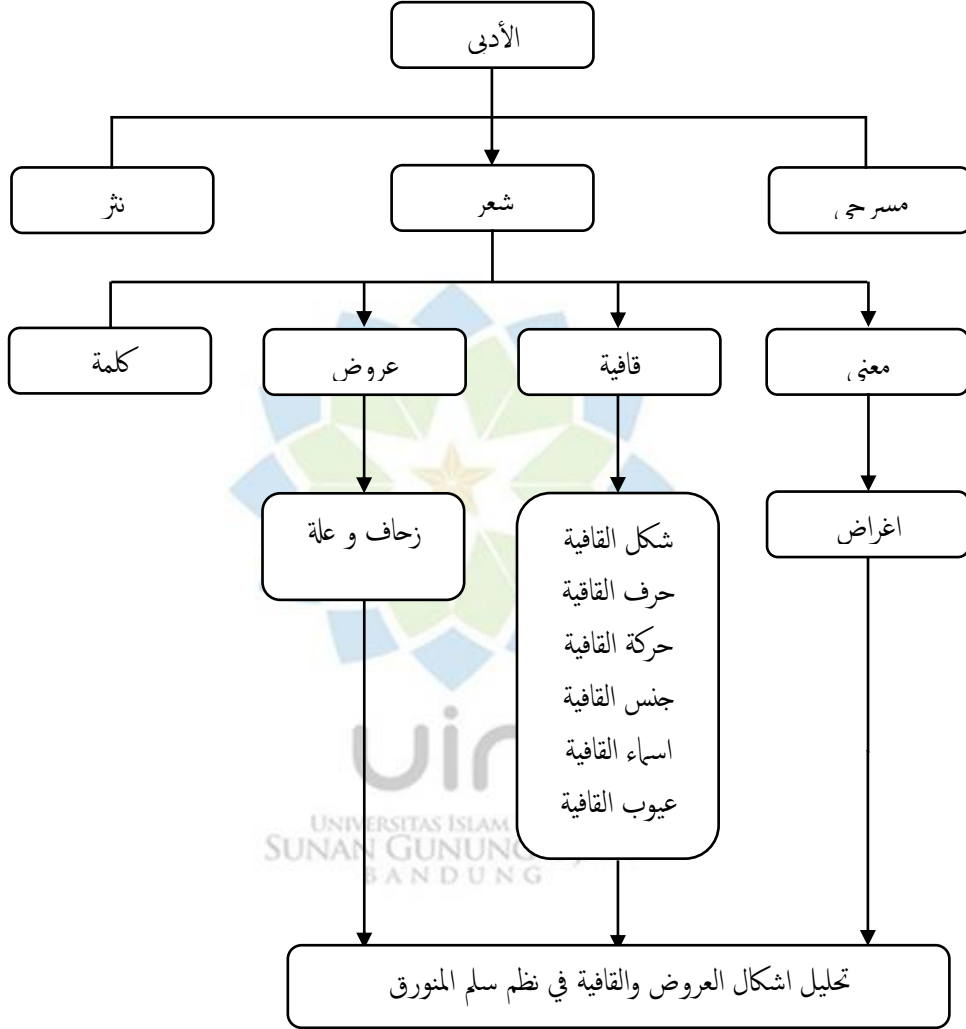 الأدبى
مسرحى
شعر
نثر
معنى
قافية
عروض
كلمة
اغراض
شكل القافية
حرف القاقية
حركة القافية
جنس القافية
اسماء القافية
عيوب القافية
زحاف و علة
UNIVERSITAS ISLAM
SUNAN GUNUNG
BANDUNG
تحليل اشكال العروض والقافية في نظم سلم المنورق